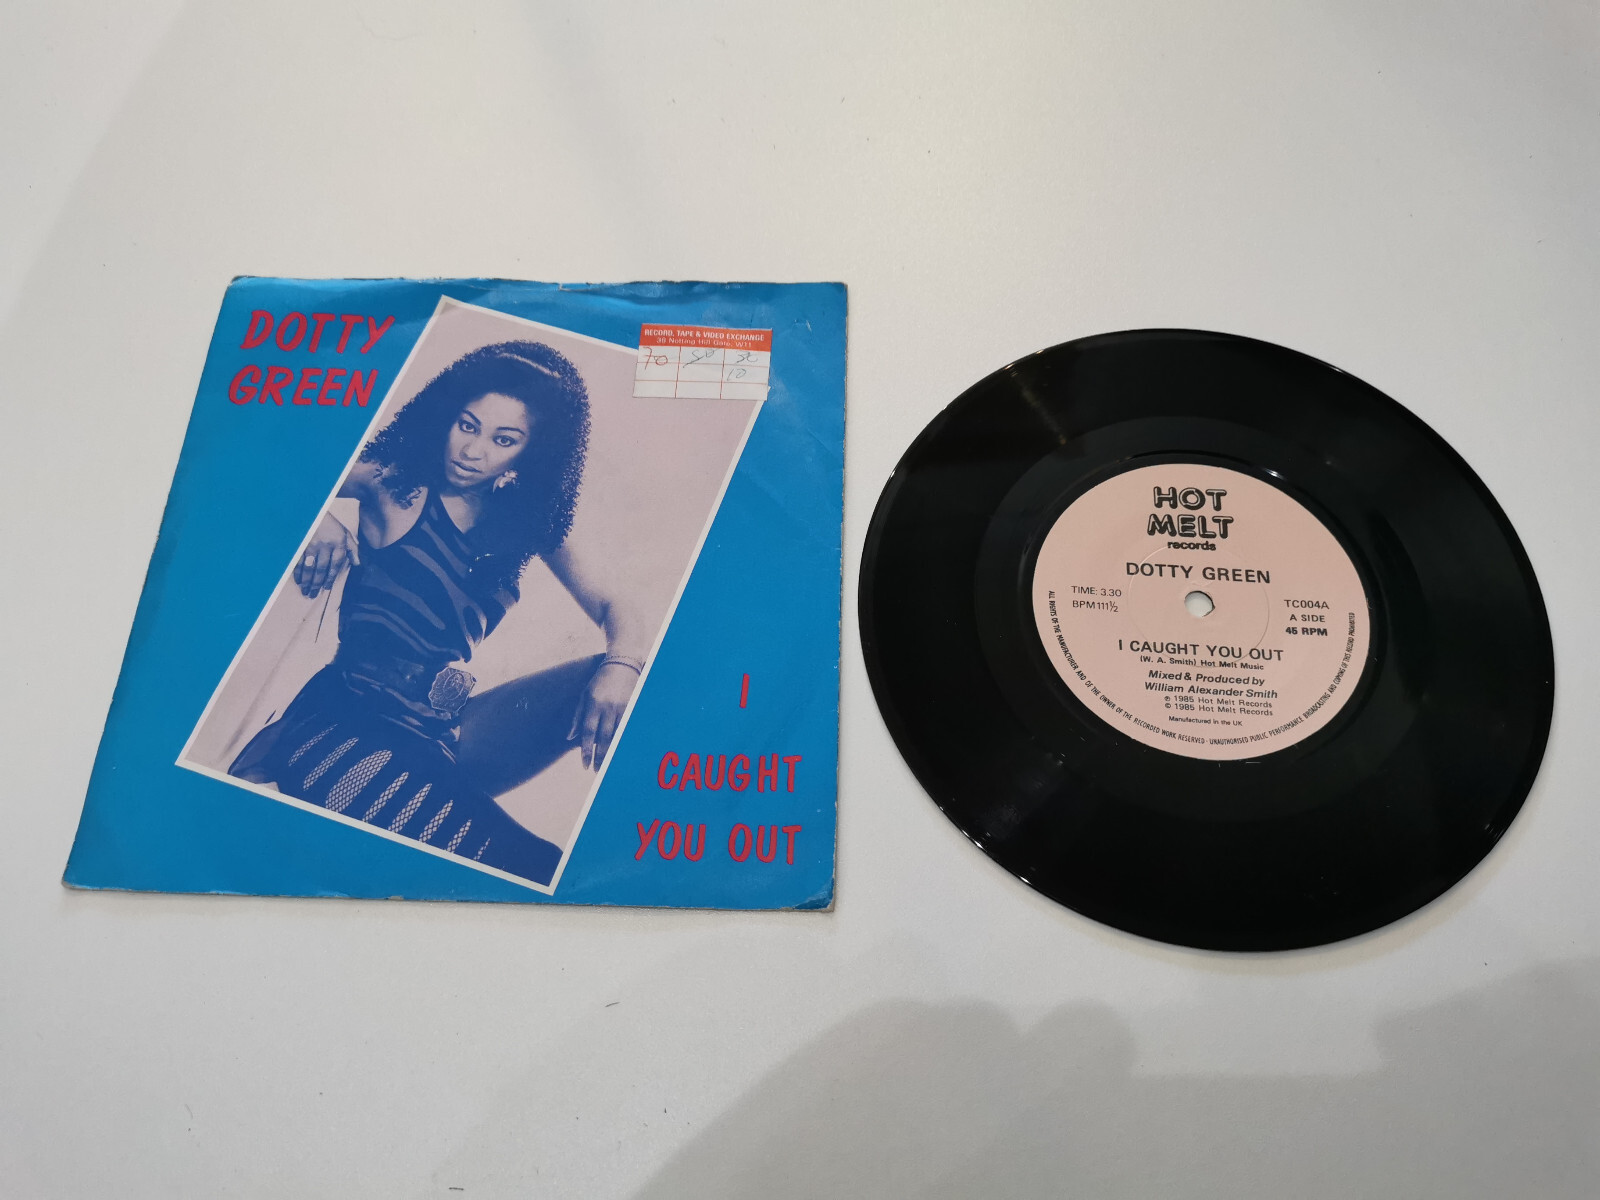 DOTTY
GREEN
RECORD, TAPE & VIDEO EXCHANGE
38 Notting Hill Gate, W11
70 50 30
10
I
CAUGHT
YOU OUT
HOT
MELT
records
DOTTY GREEN
TIME: 3.30
BPM 111½
TC004A
A SIDE
45 RPM
I CAUGHT YOU OUT
(W. A. Smith) Hot Melt Music
Mixed & Produced by
William Alexander Smith
℗ 1985 Hot Melt Records
© 1985 Hot Melt Records
Manufactured in the UK
ALL RIGHTS OF THE MANUFACTURER AND OF THE OWNER OF THE RECORDED WORK RESERVED · UNAUTHORISED PUBLIC PERFORMANCE BROADCASTING AND COPYING OF THIS RECORD PROHIBITED